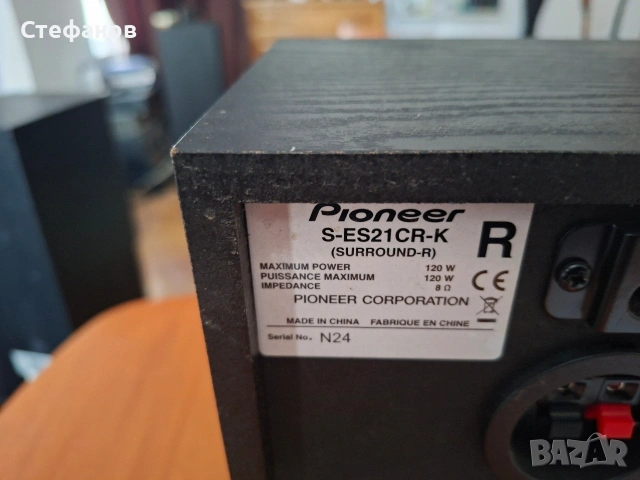 Стефанов
Pioneer
S-ES21CR-K
R
(SURROUND-R)
MAXIMUM POWER 120 W
PUISSANCE MAXIMUM 120 W
IMPEDANCE 8 Ω
CE
PIONEER CORPORATION
MADE IN CHINA FABRIQUE EN CHINE
Serial No. N24
BAZAR